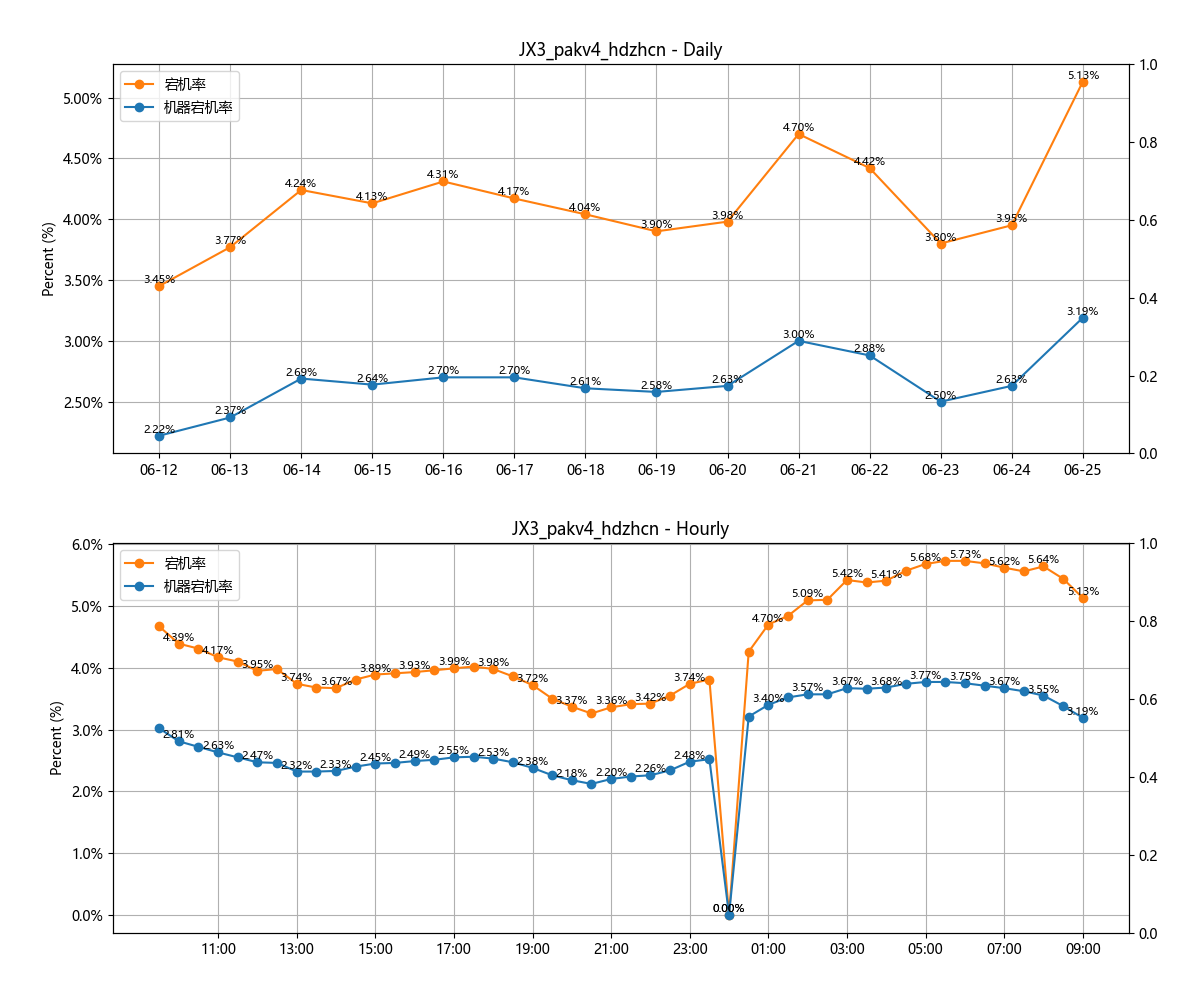 JX3_pakv4_hdzhcn - Daily
宕机率
机器宕机率
Percent (%)
5.00%
4.50%
4.00%
3.50%
3.00%
2.50%
1.0
0.8
0.6
0.4
0.2
0.0
3.45% 3.77% 4.24% 4.13% 4.31% 4.17% 4.04% 3.90% 3.98% 4.70% 4.42% 3.80% 3.95% 5.13%
2.22% 2.37% 2.69% 2.64% 2.70% 2.70% 2.61% 2.58% 2.63% 3.00% 2.88% 2.50% 2.63% 3.19%
06-12 06-13 06-14 06-15 06-16 06-17 06-18 06-19 06-20 06-21 06-22 06-23 06-24 06-25
JX3_pakv4_hdzhcn - Hourly
宕机率
机器宕机率
Percent (%)
6.0%
5.0%
4.0%
3.0%
2.0%
1.0%
0.0%
1.0
0.8
0.6
0.4
0.2
0.0
4.39% 4.17% 3.95% 3.74% 3.67% 3.89% 3.93% 3.99% 3.98% 3.72% 3.37% 3.36% 3.42% 3.74% 0.00% 4.70% 5.09% 5.42% 5.41% 5.68% 5.73% 5.62% 5.64% 5.13%
2.81% 2.63% 2.47% 2.32% 2.33% 2.45% 2.49% 2.55% 2.53% 2.38% 2.18% 2.20% 2.26% 2.48% 0.00% 3.40% 3.57% 3.67% 3.68% 3.77% 3.75% 3.67% 3.55% 3.19%
11:00 13:00 15:00 17:00 19:00 21:00 23:00 01:00 03:00 05:00 07:00 09:00